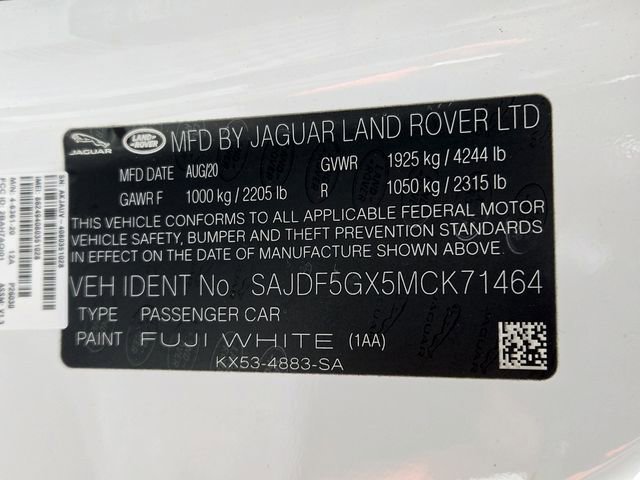 JAGUAR
LAND ROVER
MFD BY JAGUAR LAND ROVER LTD
MFD DATE AUG/20 GVWR 1925 kg / 4244 lb
GAWR F 1000 kg / 2205 lb R 1050 kg / 2315 lb
THIS VEHICLE CONFORMS TO ALL APPLICABLE FEDERAL MOTOR
VEHICLE SAFETY, BUMPER AND THEFT PREVENTION STANDARDS
IN EFFECT ON THE DATE OF MANUFACTURE SHOWN ABOVE
VEH IDENT No. SAJDF5GX5MCK71464
TYPE PASSENGER CAR
PAINT FUJI WHITE (1AA)
KX53-4883-SA